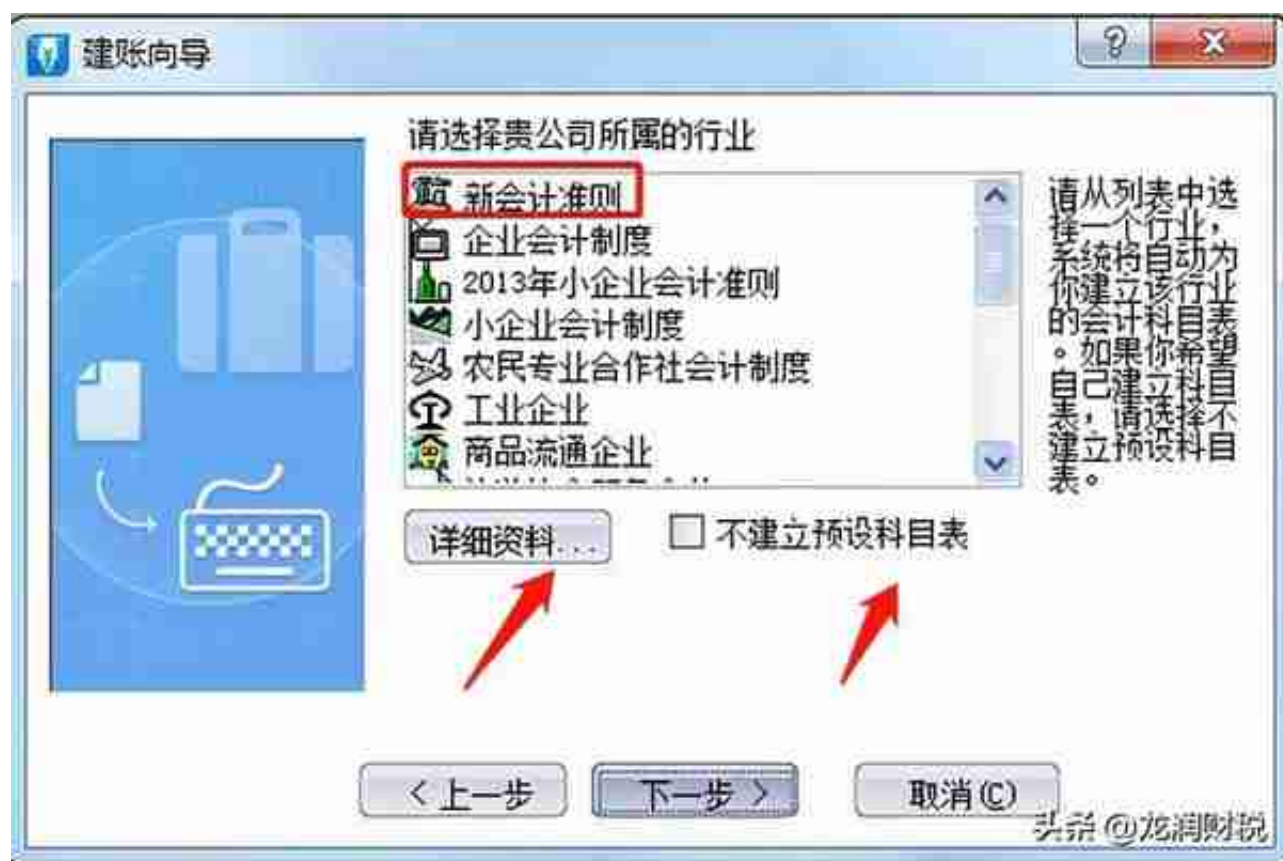 建账向导
请选择贵公司所属的行业
新会计准则
企业会计制度
2013年小企业会计准则
小企业会计制度
农民专业合作社会计制度
工业企业
商品流通企业
请从列表中选
择一个行业，
系统将自动为
你建立该行业
的会计科目表
。如果你希望
自己建立科目
表，请选择不
建立预设科目
表。
详细资料...
不建立预设科目表
<上一步
下一步>
取消(C)
头条 @龙润财税